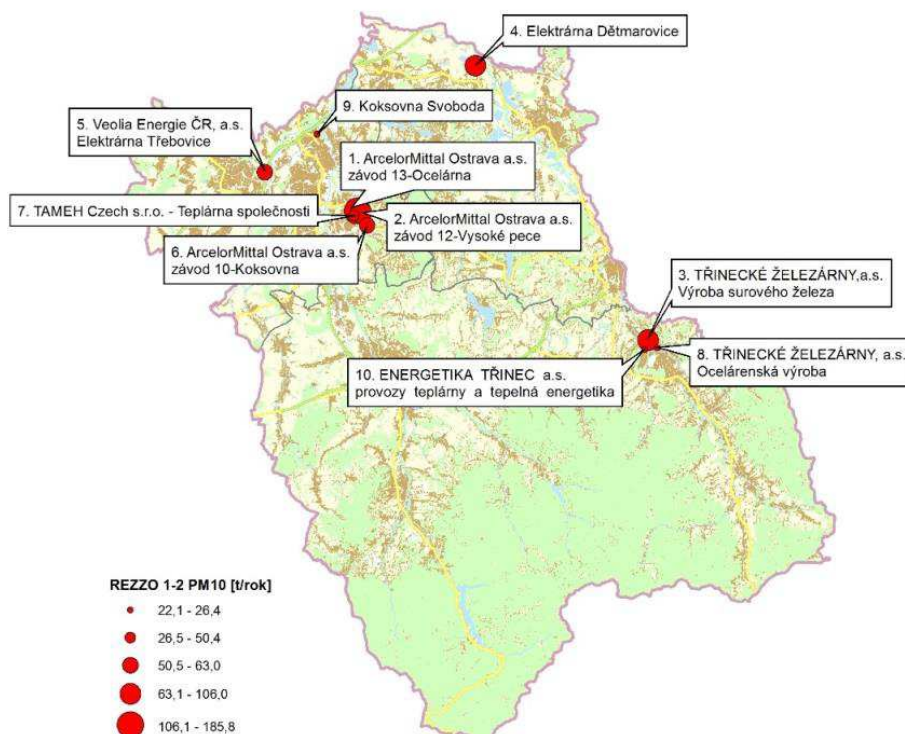 4. Elektrárna Dětmarovice
9. Koksovna Svoboda
5. Veolia Energie ČR, a.s.
Elektrárna Třebovice
1. ArcelorMittal Ostrava a.s.
závod 13-Ocelárna
7. TAMEH Czech s.r.o. - Teplárna společnosti
2. ArcelorMittal Ostrava a.s.
závod 12-Vysoké pece
6. ArcelorMittal Ostrava a.s.
závod 10-Koksovna
3. TŘINECKÉ ŽELEZÁRNY,a.s.
Výroba surového železa
8. TŘINECKÉ ŽELEZÁRNY, a.s.
Ocelárenská výroba
10. ENERGETIKA TŘINEC a.s.
provozy teplárny a tepelná energetika
REZZO 1-2 PM10 [t/rok]
22,1 - 26,4
26,5 - 50,4
50,5 - 63,0
63,1 - 106,0
106,1 - 185,8